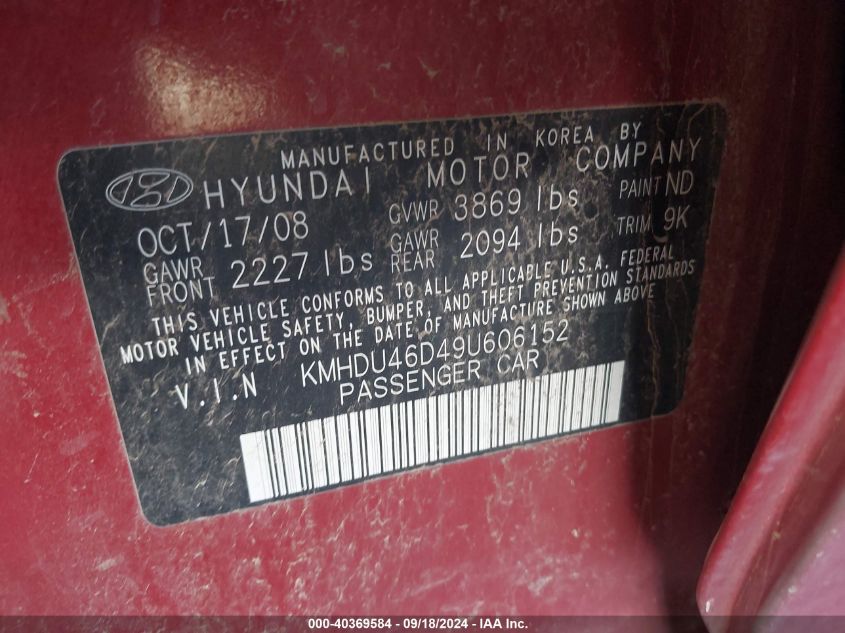 MANUFACTURED IN KOREA BY
HYUNDAI MOTOR COMPANY
OCT/17/08 GVWR 3869 lbs PAINT ND
GAWR FRONT 2227 lbs GAWR REAR 2094 lbs TRIM 9K
THIS VEHICLE CONFORMS TO ALL APPLICABLE U.S.A. FEDERAL
MOTOR VEHICLE SAFETY, BUMPER, AND THEFT PREVENTION STANDARDS
IN EFFECT ON THE DATE OF MANUFACTURE SHOWN ABOVE
V.I.N KMHDU46D49U606152
PASSENGER CAR
000-40369584 - 09/18/2024 - IAA Inc.